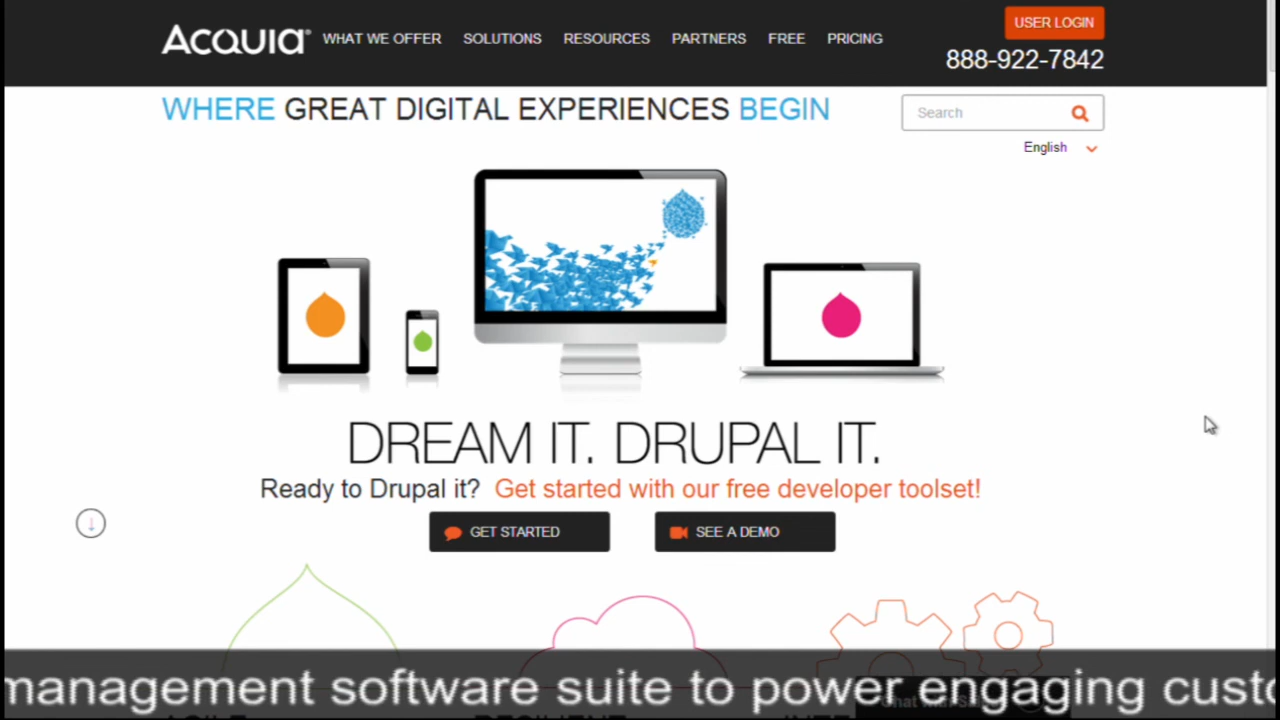 ACQUIA
WHAT WE OFFER SOLUTIONS RESOURCES PARTNERS FREE PRICING
USER LOGIN
888-922-7842
WHERE GREAT DIGITAL EXPERIENCES BEGIN
Search
English
DREAM IT. DRUPAL IT.
Ready to Drupal it? Get started with our free developer toolset!
GET STARTED
SEE A DEMO
management software suite to power engaging custo